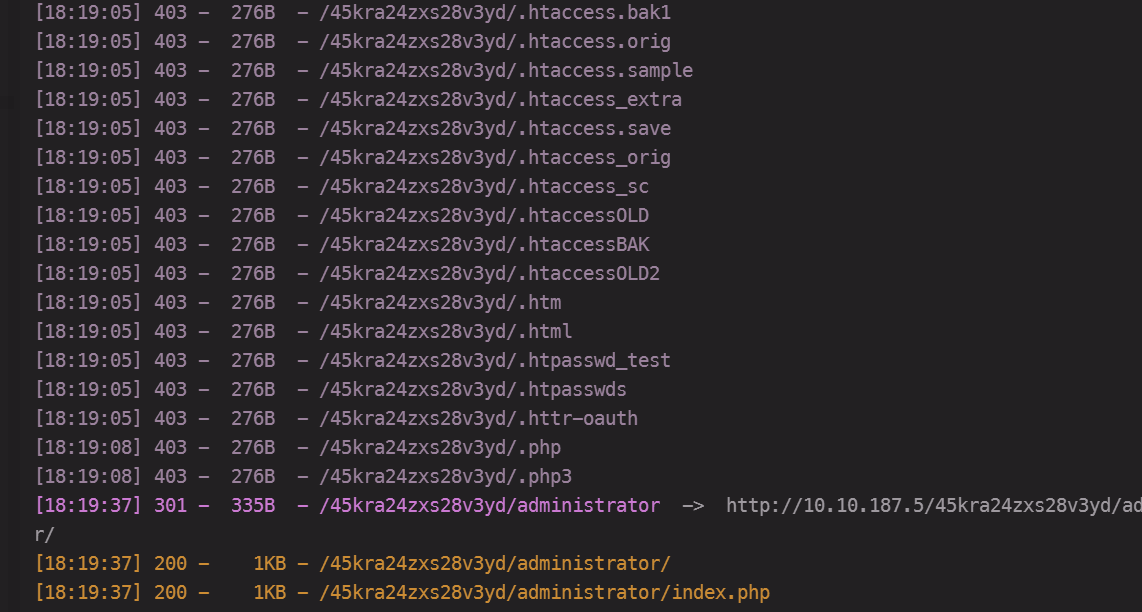 [18:19:05] 403 -  276B  - /45kra24zxs28v3yd/.htaccess.bak1
[18:19:05] 403 -  276B  - /45kra24zxs28v3yd/.htaccess.orig
[18:19:05] 403 -  276B  - /45kra24zxs28v3yd/.htaccess.sample
[18:19:05] 403 -  276B  - /45kra24zxs28v3yd/.htaccess_extra
[18:19:05] 403 -  276B  - /45kra24zxs28v3yd/.htaccess.save
[18:19:05] 403 -  276B  - /45kra24zxs28v3yd/.htaccess_orig
[18:19:05] 403 -  276B  - /45kra24zxs28v3yd/.htaccess_sc
[18:19:05] 403 -  276B  - /45kra24zxs28v3yd/.htaccessOLD
[18:19:05] 403 -  276B  - /45kra24zxs28v3yd/.htaccessBAK
[18:19:05] 403 -  276B  - /45kra24zxs28v3yd/.htaccessOLD2
[18:19:05] 403 -  276B  - /45kra24zxs28v3yd/.htm
[18:19:05] 403 -  276B  - /45kra24zxs28v3yd/.html
[18:19:05] 403 -  276B  - /45kra24zxs28v3yd/.htpasswd_test
[18:19:05] 403 -  276B  - /45kra24zxs28v3yd/.htpasswds
[18:19:05] 403 -  276B  - /45kra24zxs28v3yd/.httr-oauth
[18:19:08] 403 -  276B  - /45kra24zxs28v3yd/.php
[18:19:08] 403 -  276B  - /45kra24zxs28v3yd/.php3
[18:19:37] 301 -  335B  - /45kra24zxs28v3yd/administrator  ->  http://10.10.187.5/45kra24zxs28v3yd/ad
r/
[18:19:37] 200 -    1KB - /45kra24zxs28v3yd/administrator/
[18:19:37] 200 -    1KB - /45kra24zxs28v3yd/administrator/index.php